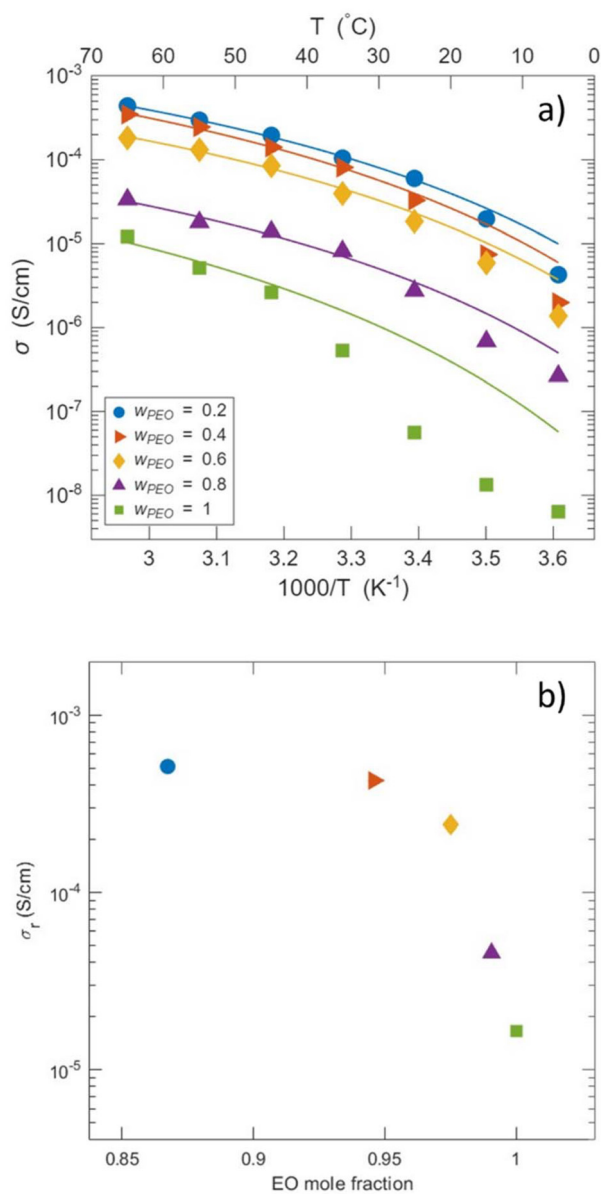 T (°C)
70 60 50 40 30 20 10 0
a)
10⁻³
10⁻⁴
10⁻⁵
10⁻⁶
10⁻⁷
10⁻⁸
σ (S/cm)
w_PEO = 0.2
w_PEO = 0.4
w_PEO = 0.6
w_PEO = 0.8
w_PEO = 1
3 3.1 3.2 3.3 3.4 3.5 3.6
1000/T (K⁻¹)
b)
10⁻³
10⁻⁴
10⁻⁵
σ_r (S/cm)
0.85 0.9 0.95 1
EO mole fraction